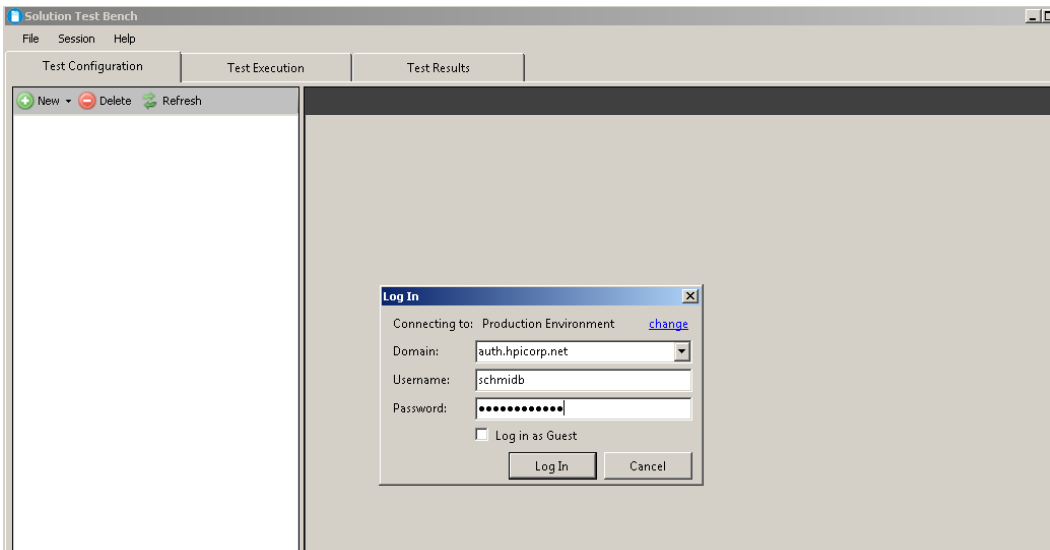 Solution Test Bench
File Session Help
Test Configuration Test Execution Test Results
New Delete Refresh
Log In
Connecting to: Production Environment change
Domain: auth.hpicorp.net
Username: schmidb
Password: ●●●●●●●●●●●●
Log in as Guest
Log In Cancel